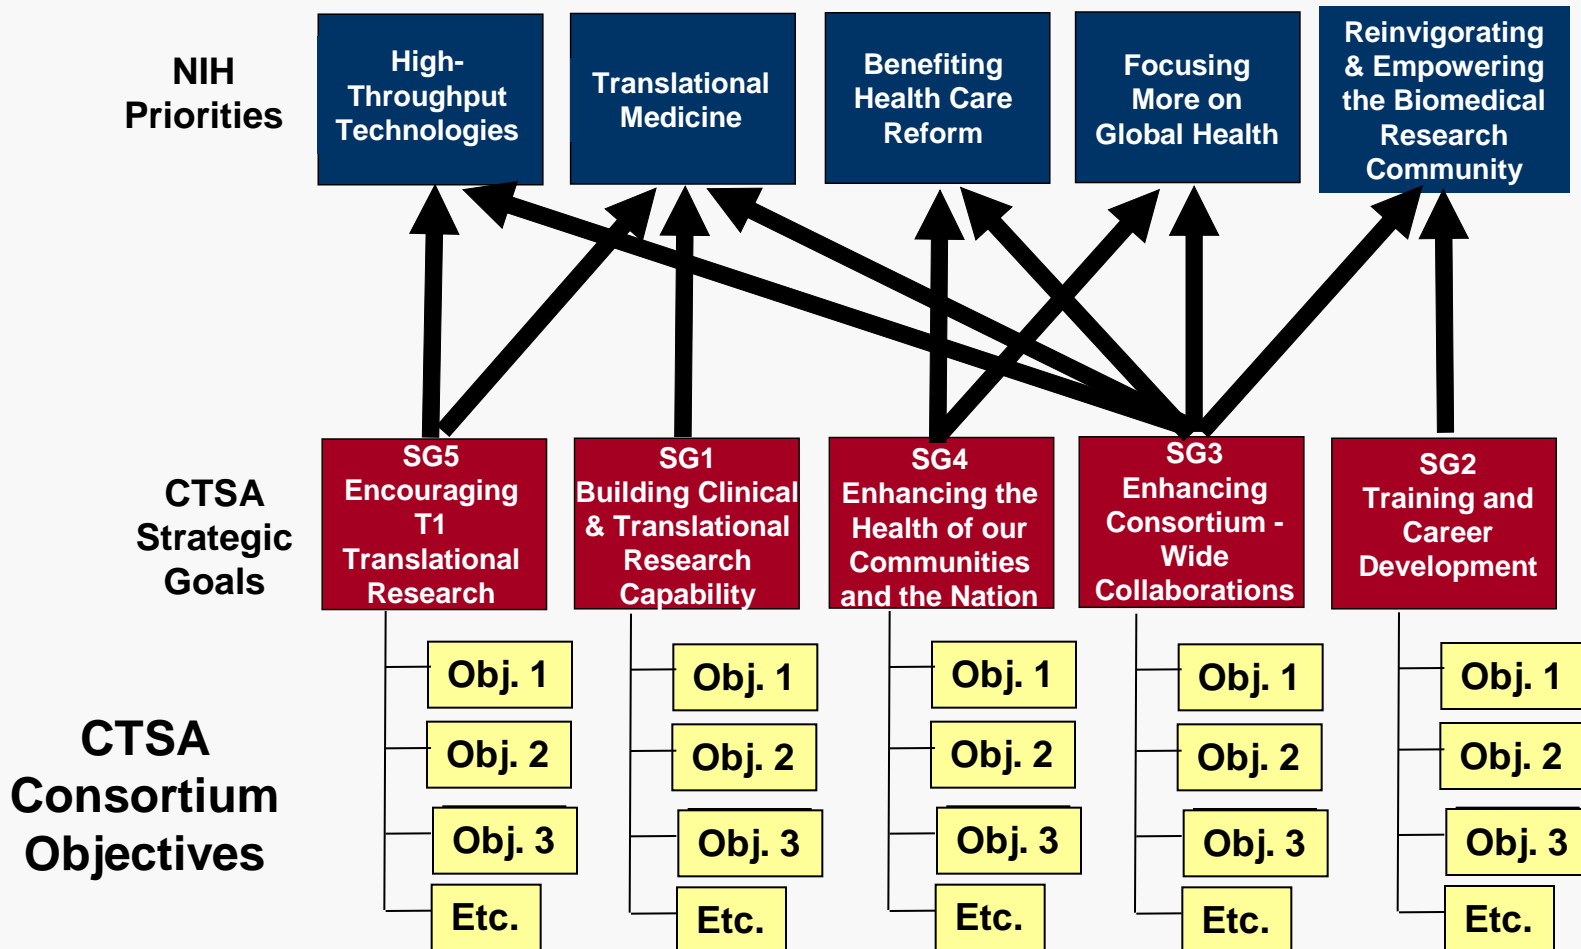 NIH
Priorities
High-
Throughput
Technologies
Translational
Medicine
Benefiting
Health Care
Reform
Focusing
More on
Global Health
Reinvigorating
& Empowering
the Biomedical
Research
Community
CTSA
Strategic
Goals
SG5
Encouraging
T1
Translational
Research
SG1
Building Clinical
& Translational
Research
Capability
SG4
Enhancing the
Health of our
Communities
and the Nation
SG3
Enhancing
Consortium -
Wide
Collaborations
SG2
Training and
Career
Development
CTSA
Consortium
Objectives
Obj. 1
Obj. 2
Obj. 3
Etc.
Obj. 1
Obj. 2
Obj. 3
Etc.
Obj. 1
Obj. 2
Obj. 3
Etc.
Obj. 1
Obj. 2
Obj. 3
Etc.
Obj. 1
Obj. 2
Obj. 3
Etc.